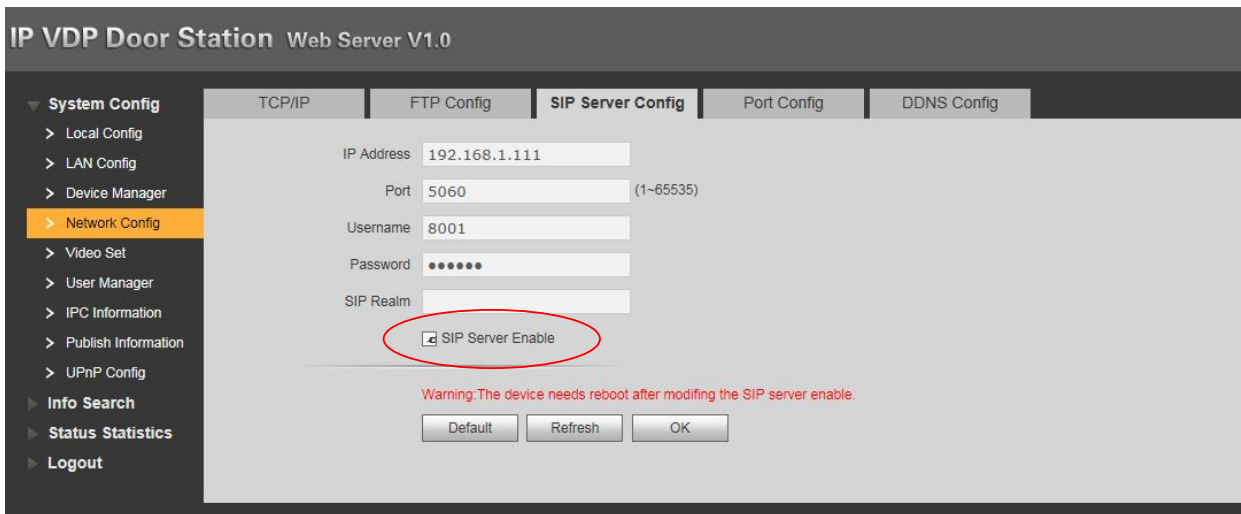 IP VDP Door Station Web Server V1.0
System Config
Local Config
LAN Config
Device Manager
Network Config
Video Set
User Manager
IPC Information
Publish Information
UPnP Config
Info Search
Status Statistics
Logout
TCP/IP FTP Config SIP Server Config Port Config DDNS Config
IP Address 192.168.1.111
Port 5060 (1~65535)
Username 8001
Password ●●●●●●
SIP Realm
SIP Server Enable
Warning:The device needs reboot after modifing the SIP server enable.
Default Refresh OK